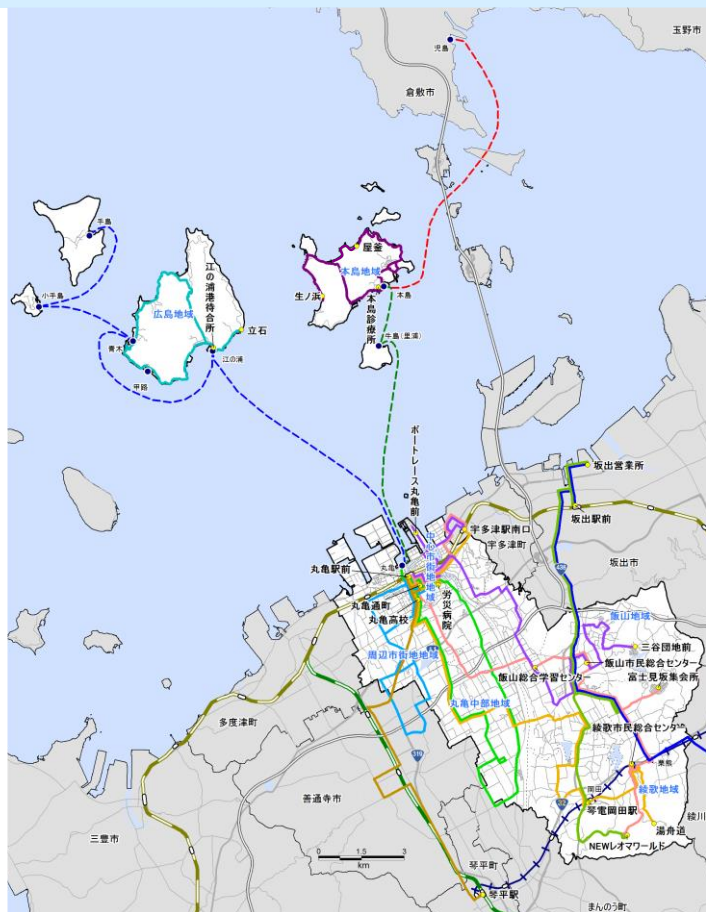 玉野市
児島
倉敷市
手島
屋釜
小手島
江の浦港待合所
本島地域
生ノ浜
本島
本島診療所
広島地域
立石
青木
江の浦
牛島(里浦)
甲路
ボートレース丸亀前
坂出営業所
坂出駅前
宇多津駅南口
宇多津町
坂出市
中心市街地地域
丸亀
丸亀駅前
丸亀通町
丸亀高校
労災病院
飯山地域
三谷団地前
周辺市街地地域
飯山市民総合センター
飯山総合学習センター
富士見坂集会所
丸亀中部地域
多度津町
綾歌市民総合センター
319
438
栗熊
岡田
綾歌地域
善通寺市
32
琴電岡田駅
綾川
三豊市
湯舟道
NEWレオマワールド
0 1.5 3
km
琴平町
琴平駅
まんのう町